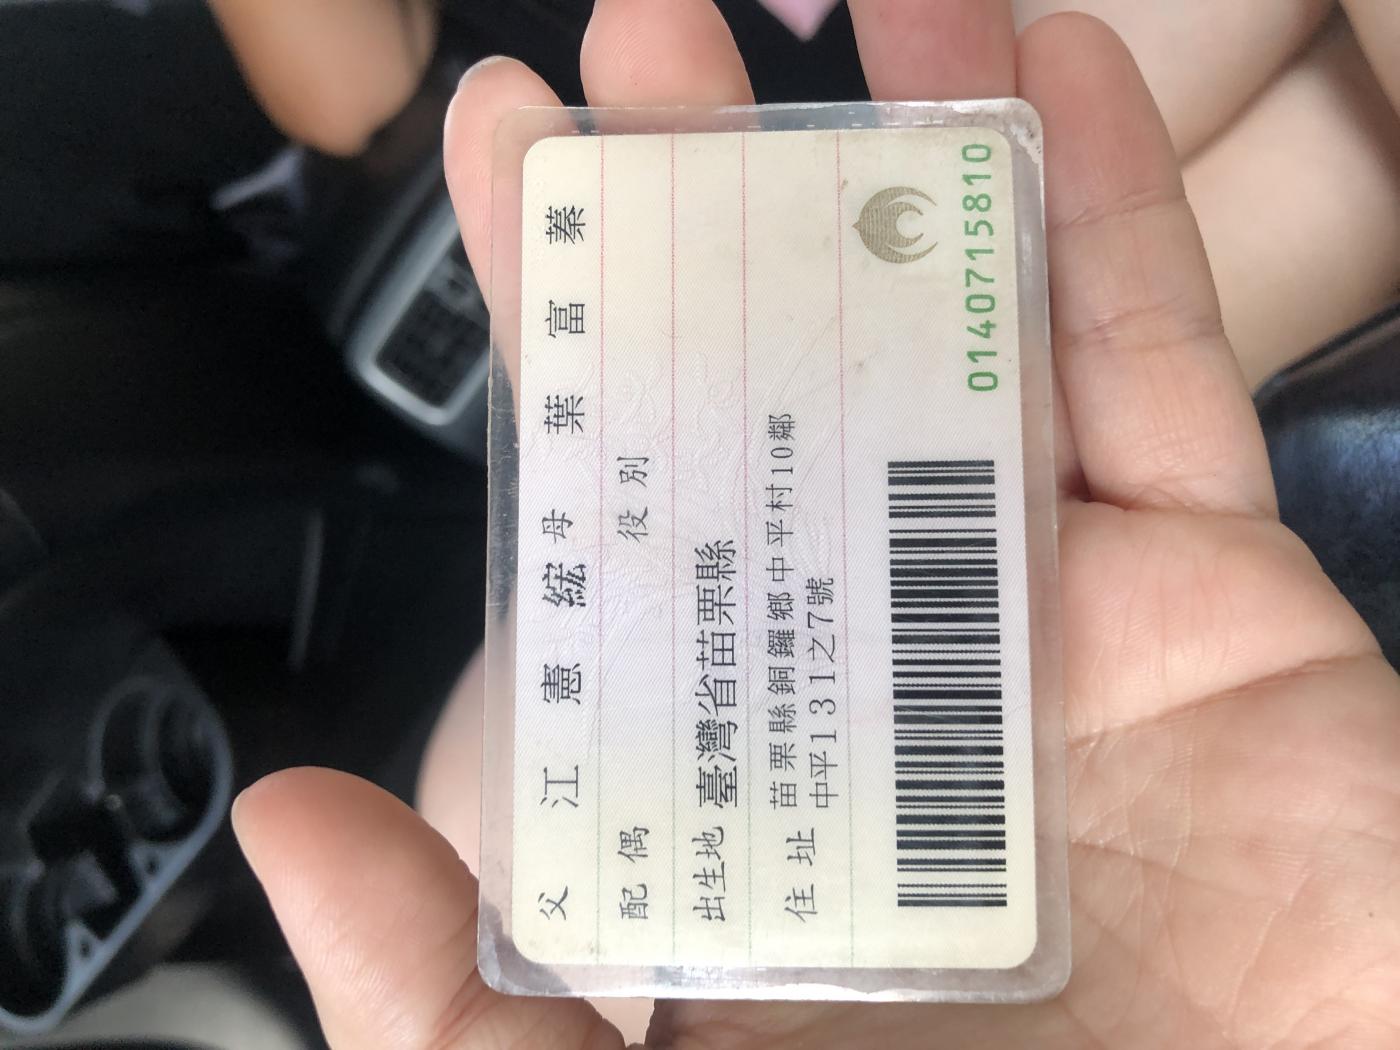 父 江憲綋 母 葉富蓁
配偶 役別
出生地 臺灣省苗栗縣
住址 苗栗縣銅鑼鄉中平村10鄰
中平131之7號
0140715810